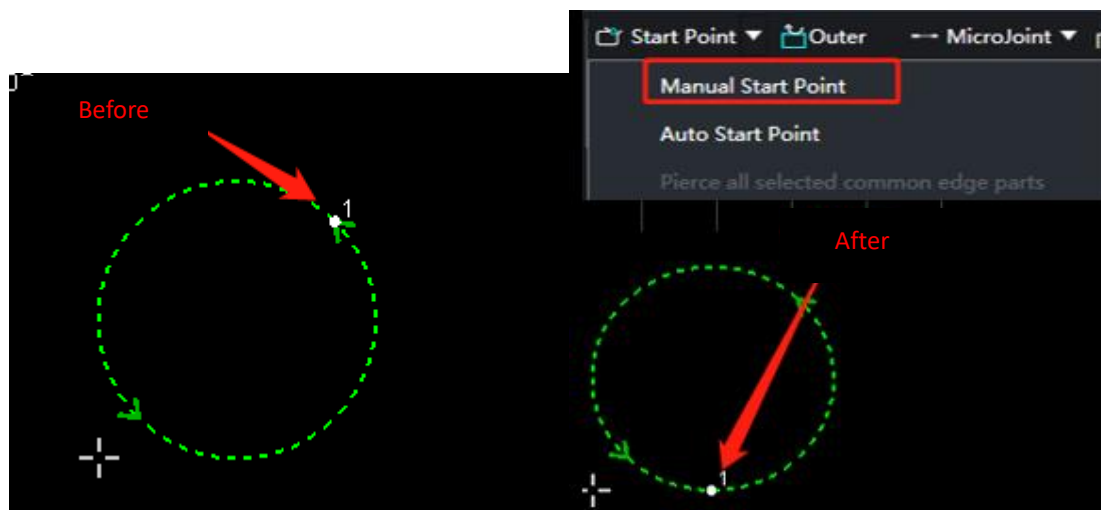 Before
1
Start Point ▼ Outer MicroJoint ▼
Manual Start Point
Auto Start Point
Pierce all selected common edge parts
After
1